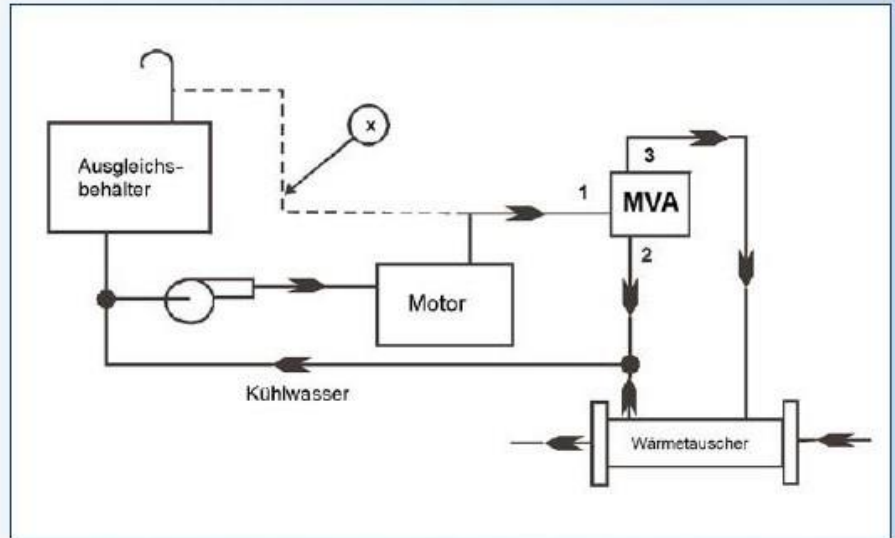 Ausgleichs-
behälter
x
3
1
MVA
2
Motor
Kühlwasser
Wärmetauscher